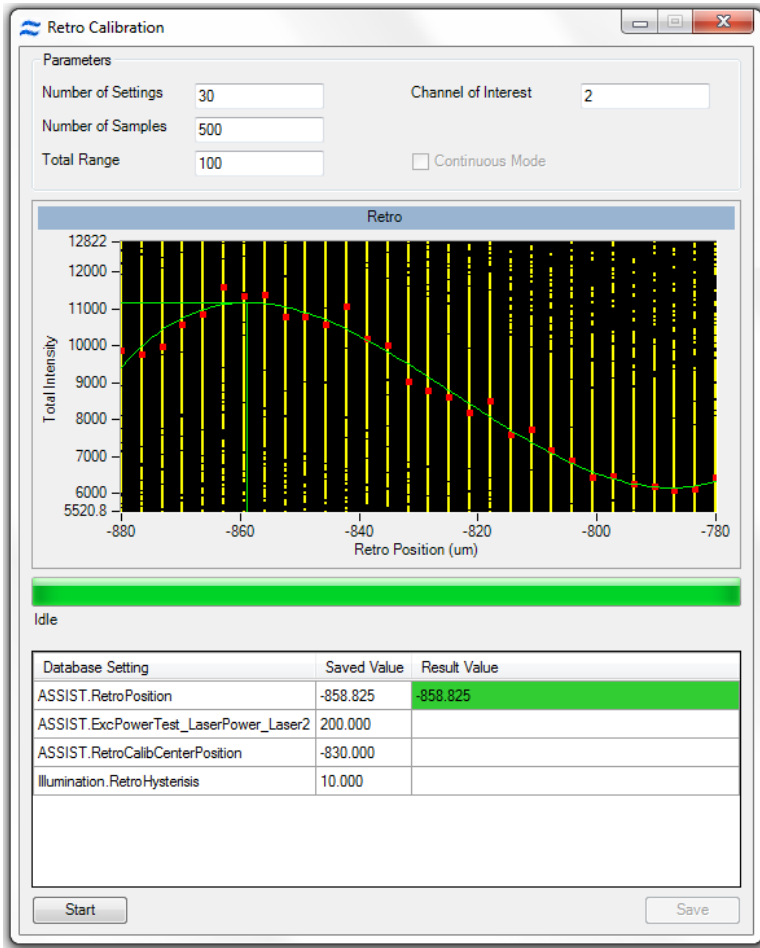 Retro Calibration
Parameters
Number of Settings 30 Channel of Interest 2
Number of Samples 500
Total Range 100 Continuous Mode
Retro
12822
12000
11000
10000
9000
8000
7000
6000
5520.8
Total Intensity
-880 -860 -840 -820 -800 -780
Retro Position (um)
Idle
Database Setting Saved Value Result Value
ASSIST.RetroPosition -858.825 -858.825
ASSIST.ExcPowerTest_LaserPower_Laser2 200.000
ASSIST.RetroCalibCenterPosition -830.000
Illumination.RetroHysterisis 10.000
Start Save